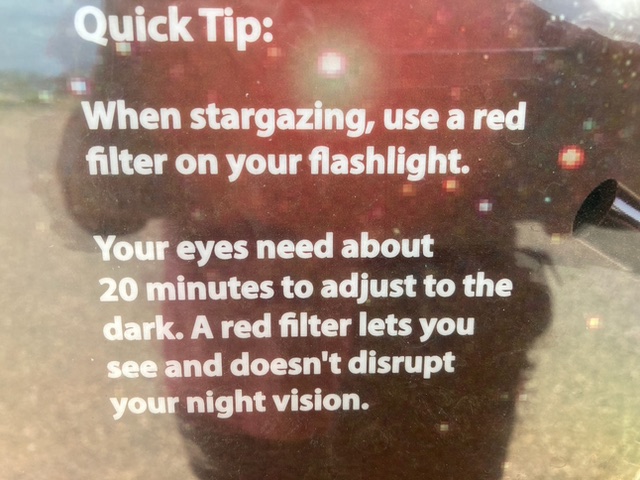 Quick Tip:
When stargazing, use a red
filter on your flashlight.
Your eyes need about
20 minutes to adjust to the
dark. A red filter lets you
see and doesn't disrupt
your night vision.